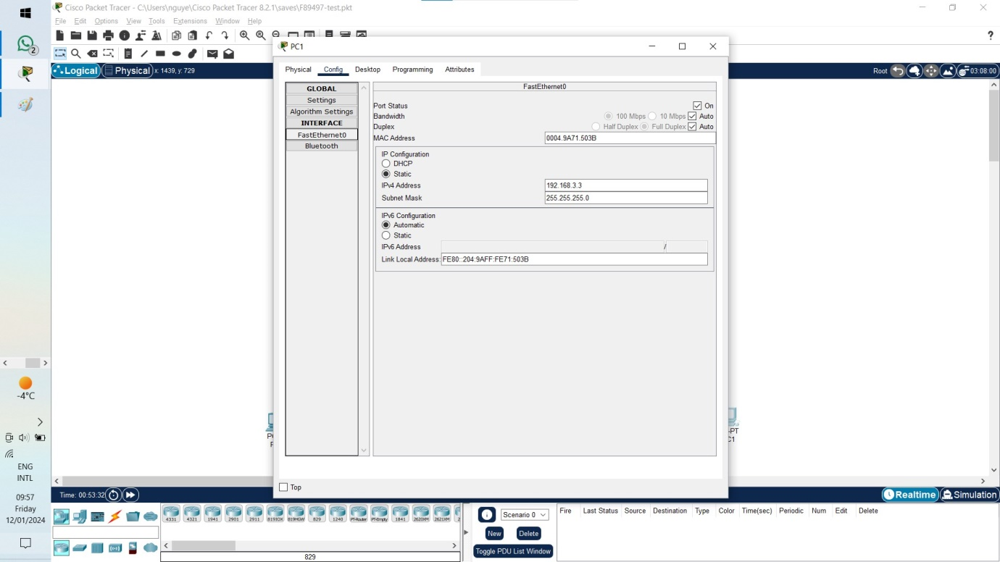 Cisco Packet Tracer - C:\Users\nguye\Cisco Packet Tracer 8.2.1\saves\F89497-test.pkt
File Edit Options View Tools Extensions Window Help
?
2
PC1
Physical Config Desktop Programming Attributes
Logical Physical x: 1439, y: 729
Root 03:08:00
GLOBAL
Settings
Algorithm Settings
INTERFACE
FastEthernet0
Bluetooth
FastEthernet0
Port Status On
Bandwidth 100 Mbps 10 Mbps Auto
Duplex Half Duplex Full Duplex Auto
MAC Address 0004.9A71.503B
IP Configuration
DHCP
Static
IPv4 Address 192.168.3.3
Subnet Mask 255.255.255.0
IPv6 Configuration
Automatic
Static
IPv6 Address /
Link Local Address: FE80::204:9AFF:FE71:503B
Top
-PT
C1
-4°C
ENG
INTL
09:57
Friday
12/01/2024
Time: 00:53:32
Realtime Simulation
4331 4321 1941 2901 2911 819IOX 819HGW 829 1240 PT-Router PT-Empty 1841 2620XM 2621XM 2
829
Scenario 0
New Delete
Toggle PDU List Window
Fire Last Status Source Destination Type Color Time(sec) Periodic Num Edit Delete